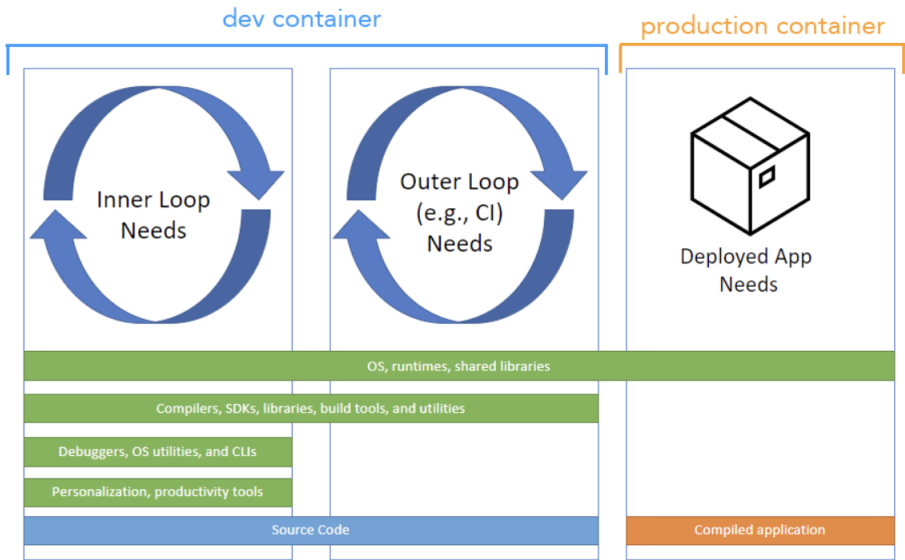 dev container
production container
Inner Loop
Needs
Outer Loop
(e.g., CI)
Needs
Deployed App
Needs
OS, runtimes, shared libraries
Compilers, SDKs, libraries, build tools, and utilities
Debuggers, OS utilities, and CLIs
Personalization, productivity tools
Source Code
Compiled application